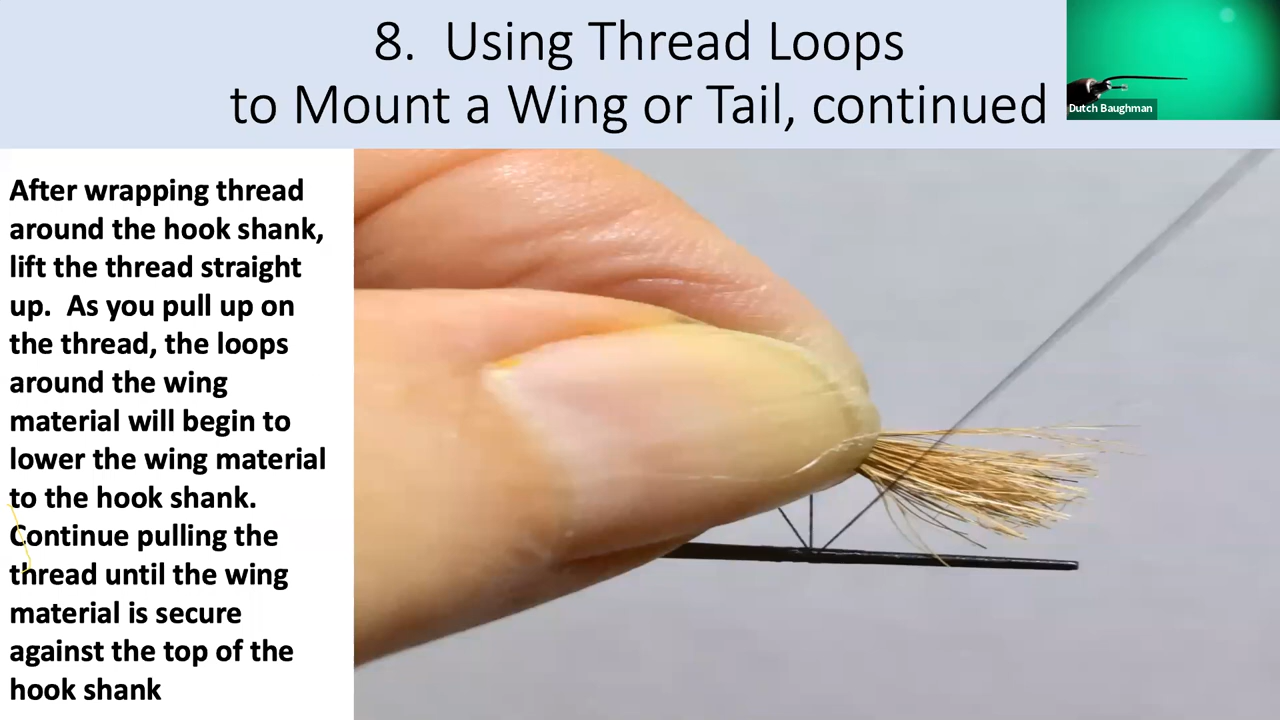 8.  Using Thread Loops
to Mount a Wing or Tail, continued
Dutch Baughman
After wrapping thread
around the hook shank,
lift the thread straight
up.  As you pull up on
the thread, the loops
around the wing
material will begin to
lower the wing material
to the hook shank.
Continue pulling the
thread until the wing
material is secure
against the top of the
hook shank